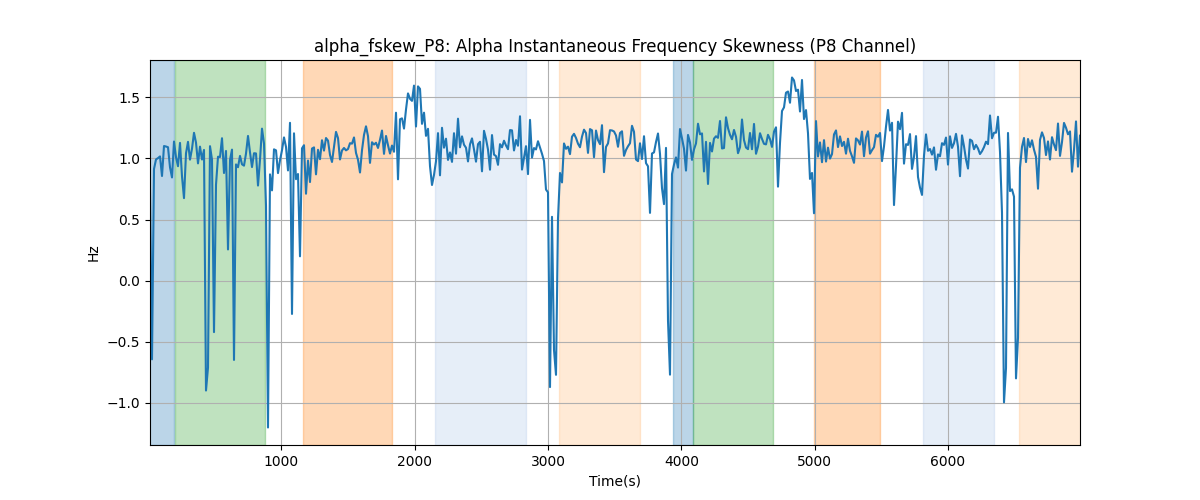 alpha_fskew_P8: Alpha Instantaneous Frequency Skewness (P8 Channel)
1.5
1.0
0.5
0.0
−0.5
−1.0
Hz
1000 2000 3000 4000 5000 6000
Time(s)